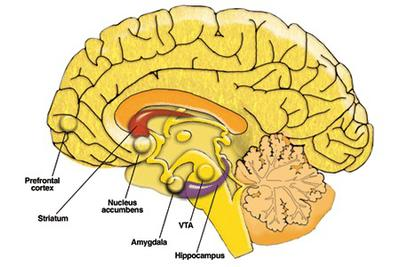 Prefrontal
cortex
Striatum
Nucleus
accumbens
Amygdala
VTA
Hippocampus